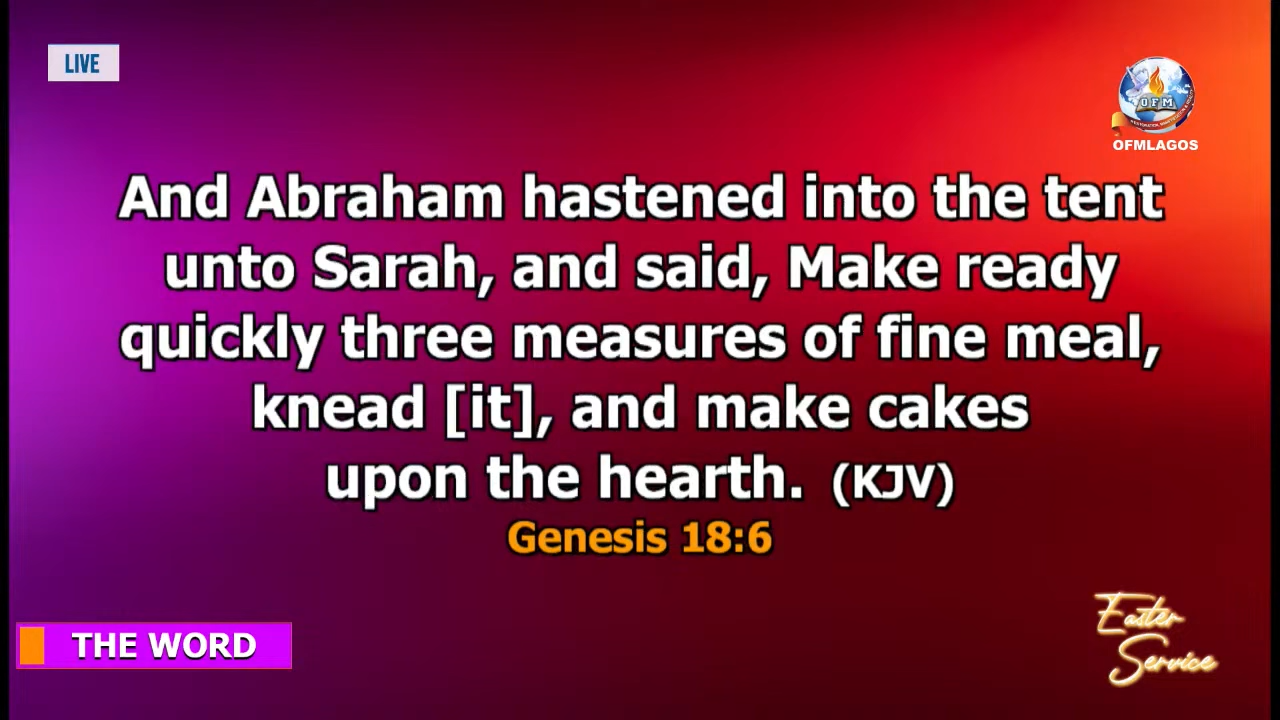 LIVE
OFM
OFMLAGOS
And Abraham hastened into the tent
unto Sarah, and said, Make ready
quickly three measures of fine meal,
knead [it], and make cakes
upon the hearth. (KJV)
Genesis 18:6
THE WORD
Easter
Service